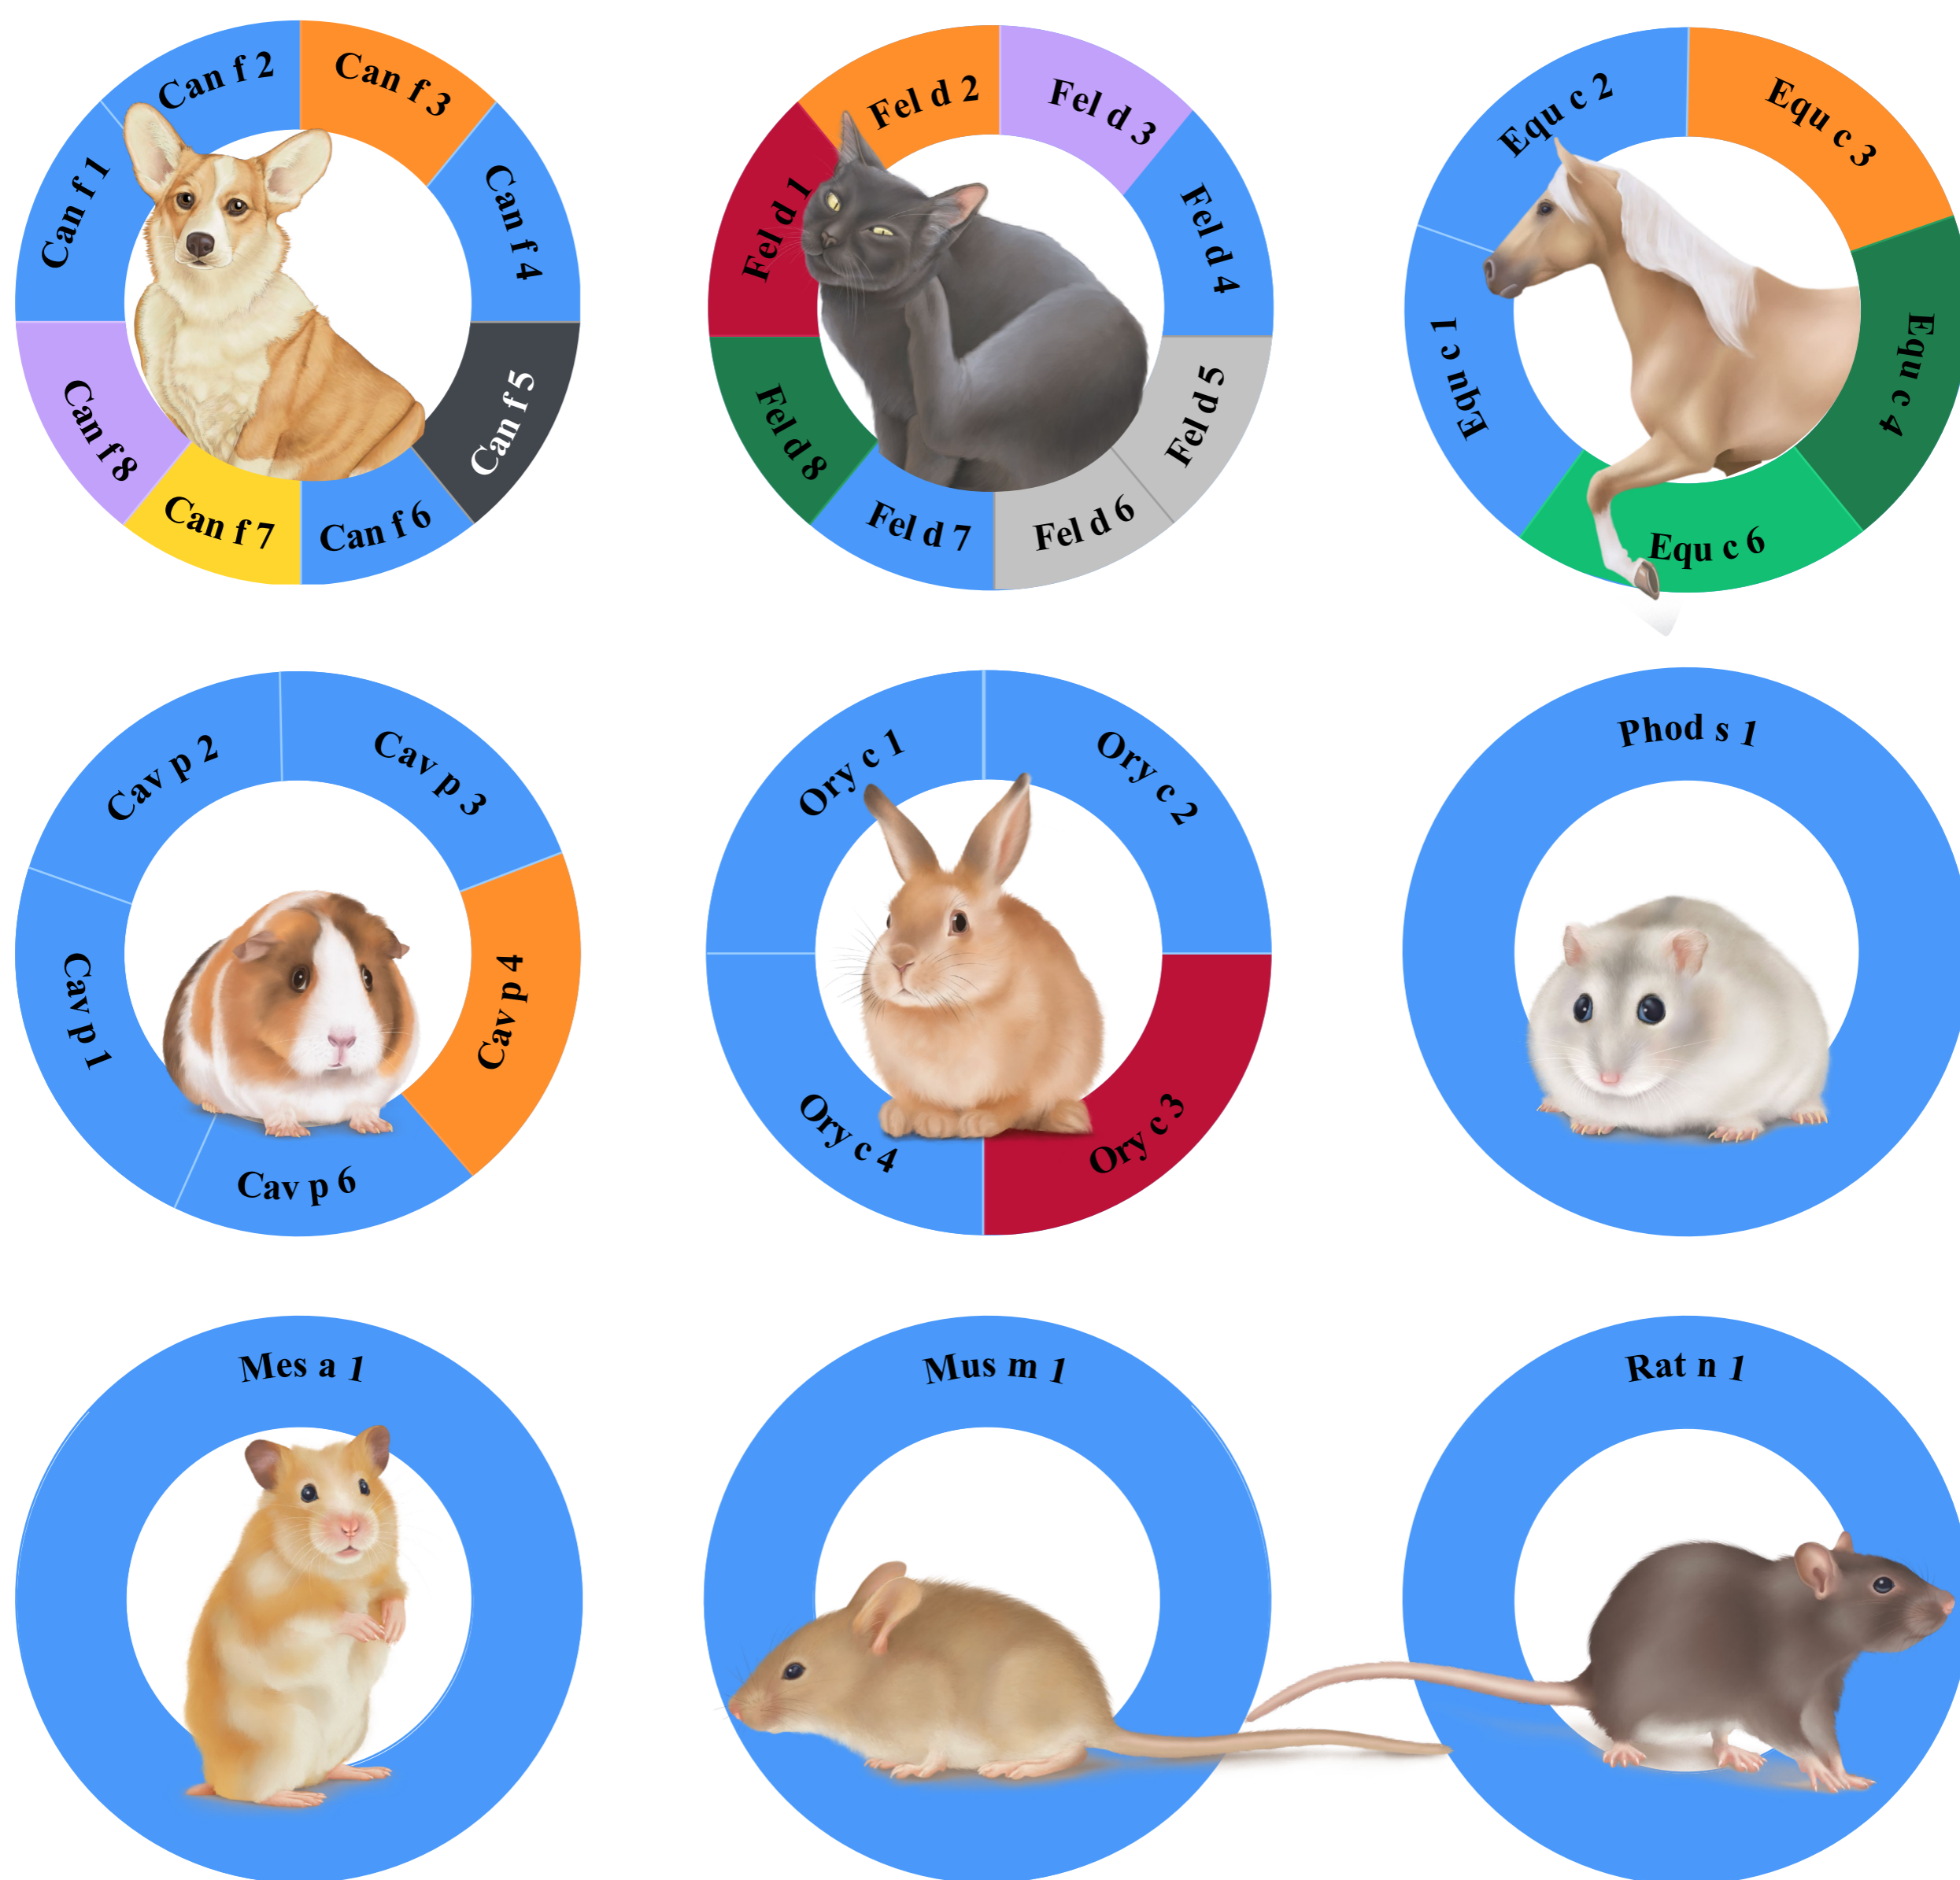 Can f 1
Can f 2
Can f 3
Can f 4
Can f 5
Can f 6
Can f 7
Can f 8
Fel d 1
Fel d 2
Fel d 3
Fel d 4
Fel d 5
Fel d 6
Fel d 7
Fel d 8
Equ c 1
Equ c 2
Equ c 3
Equ c 4
Equ c 6
Cav p 1
Cav p 2
Cav p 3
Cav p 4
Cav p 6
Ory c 1
Ory c 2
Ory c 3
Ory c 4
Phod s 1
Mes a 1
Mus m 1
Rat n 1